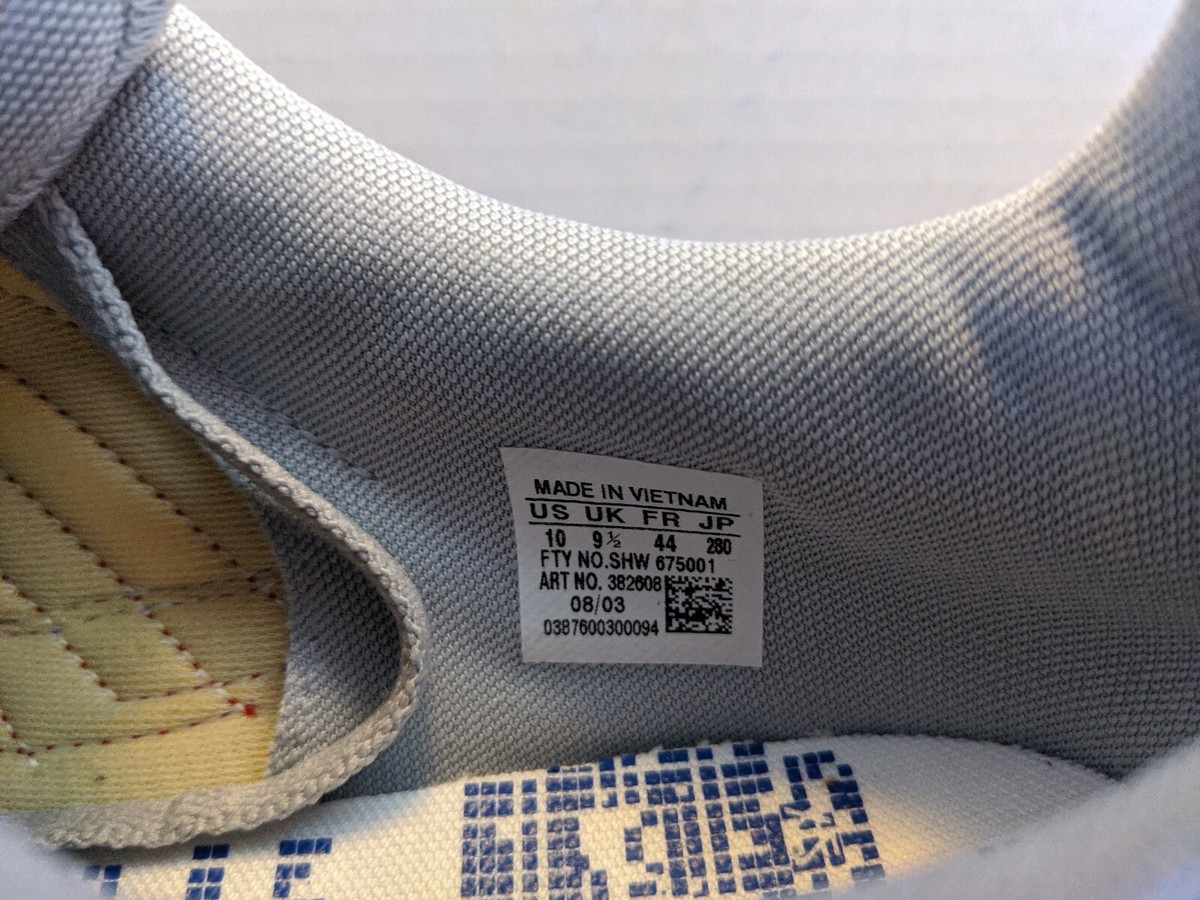 MADE IN VIETNAM
US UK FR JP
10 9½ 44 280
FTY NO.SHW 675001
ART NO. 382608
08/03
0387600300094